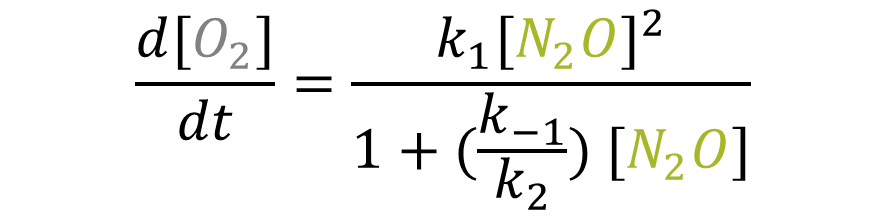 d[O₂]/dt = k₁[N₂O]² / (1 + (k₋₁/k₂) [N₂O])